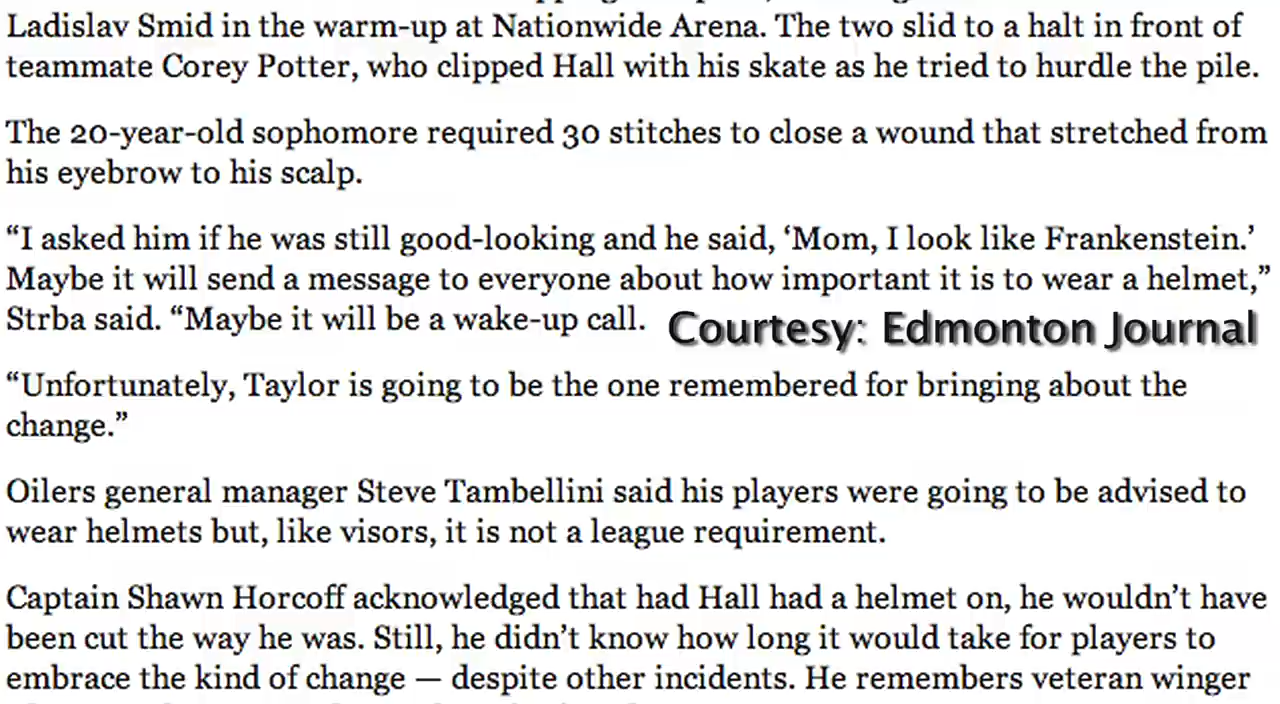 Ladislav Smid in the warm-up at Nationwide Arena. The two slid to a halt in front of
teammate Corey Potter, who clipped Hall with his skate as he tried to hurdle the pile.
The 20-year-old sophomore required 30 stitches to close a wound that stretched from
his eyebrow to his scalp.
“I asked him if he was still good-looking and he said, ‘Mom, I look like Frankenstein.’
Maybe it will send a message to everyone about how important it is to wear a helmet,”
Strba said. “Maybe it will be a wake-up call.
Courtesy: Edmonton Journal
“Unfortunately, Taylor is going to be the one remembered for bringing about the
change.”
Oilers general manager Steve Tambellini said his players were going to be advised to
wear helmets but, like visors, it is not a league requirement.
Captain Shawn Horcoff acknowledged that had Hall had a helmet on, he wouldn’t have
been cut the way he was. Still, he didn’t know how long it would take for players to
embrace the kind of change — despite other incidents. He remembers veteran winger